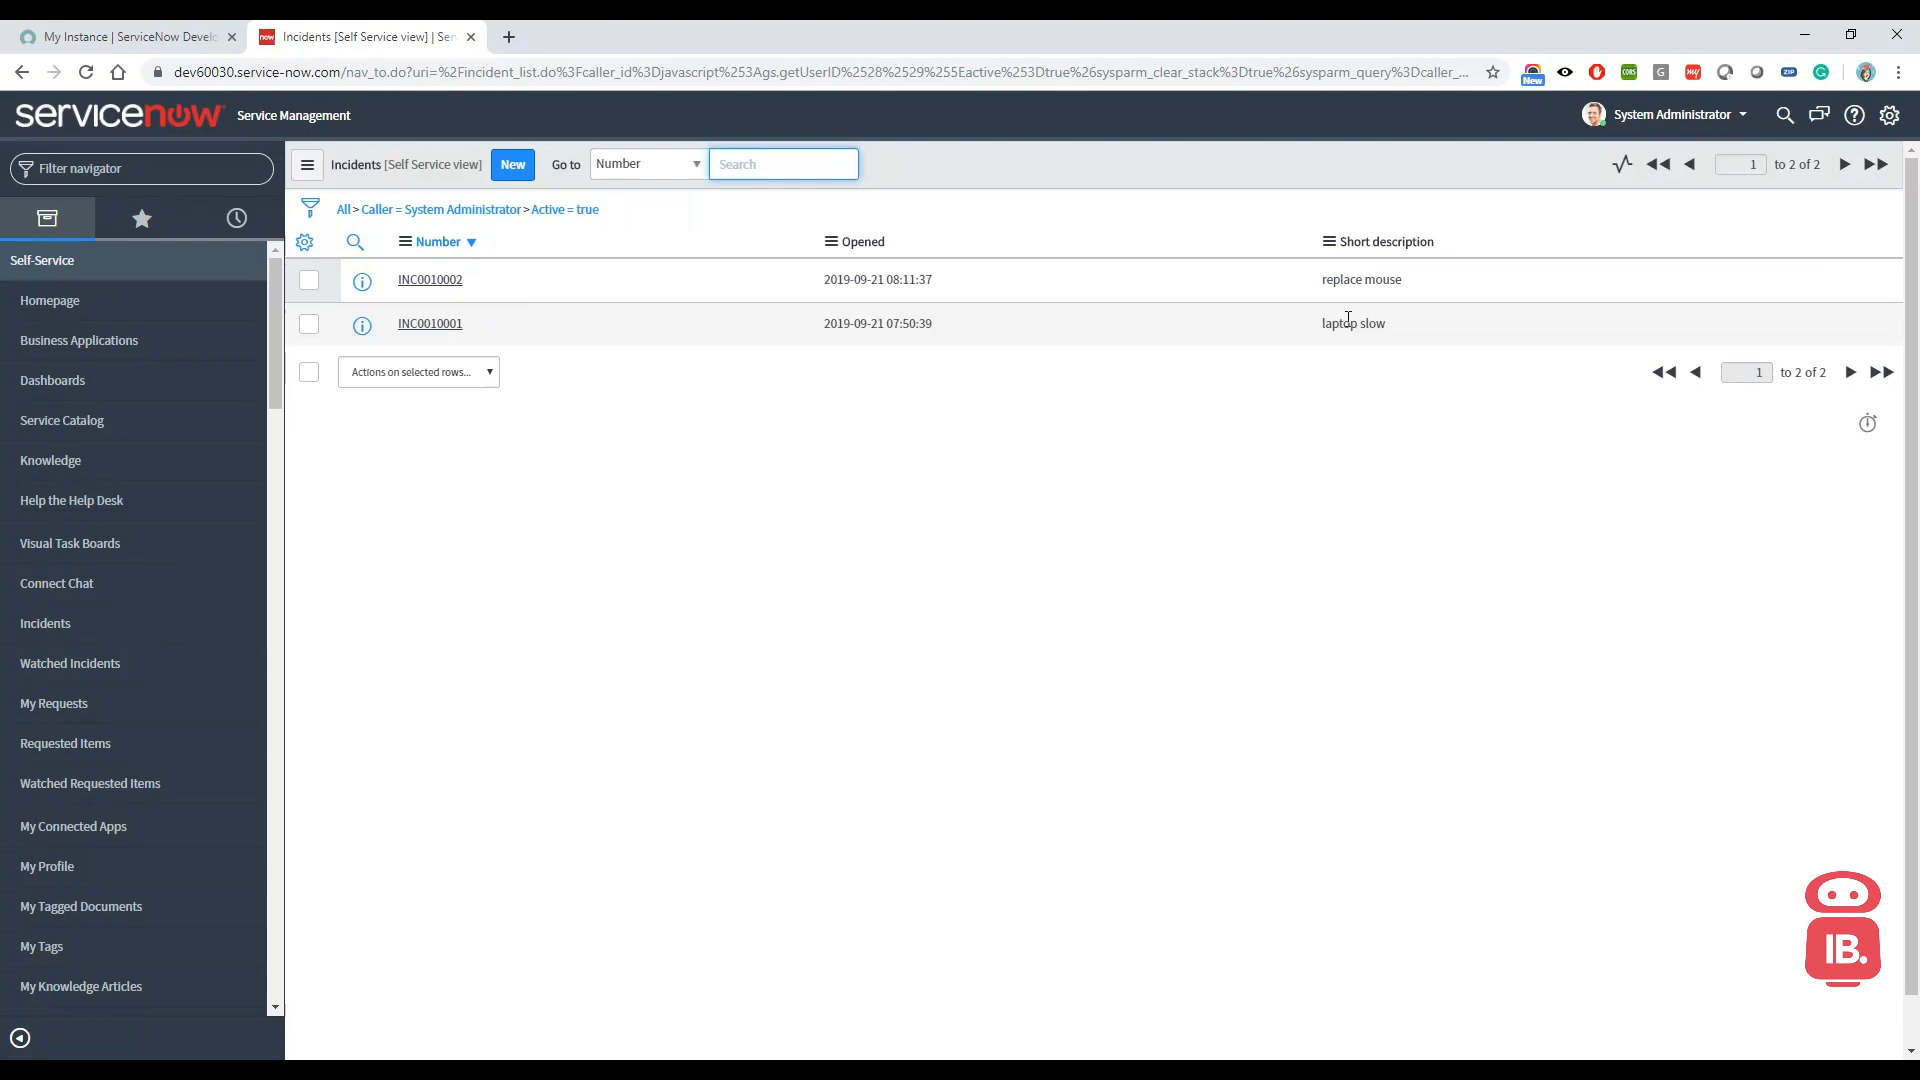 My Instance | ServiceNow Develo
Incidents [Self Service view] | Ser
dev60030.service-now.com/nav_to.do?uri=%2Fincident_list.do%3Fcaller_id%3Djavascript%253Ags.getUserID%2528%2529%255Eactive%253Dtrue%26sysparm_clear_stack%3Dtrue%26sysparm_query%3Dcaller_...
New
CORS
G
ZIP
servicenow Service Management
System Administrator
Filter navigator
Incidents [Self Service view] New Go to Number Search
1 to 2 of 2
All > Caller = System Administrator > Active = true
Number Opened Short description
INC0010002 2019-09-21 08:11:37 replace mouse
INC0010001 2019-09-21 07:50:39 laptop slow
Actions on selected rows...
1 to 2 of 2
Self-Service
Homepage
Business Applications
Dashboards
Service Catalog
Knowledge
Help the Help Desk
Visual Task Boards
Connect Chat
Incidents
Watched Incidents
My Requests
Requested Items
Watched Requested Items
My Connected Apps
My Profile
My Tagged Documents
My Tags
My Knowledge Articles
IB.